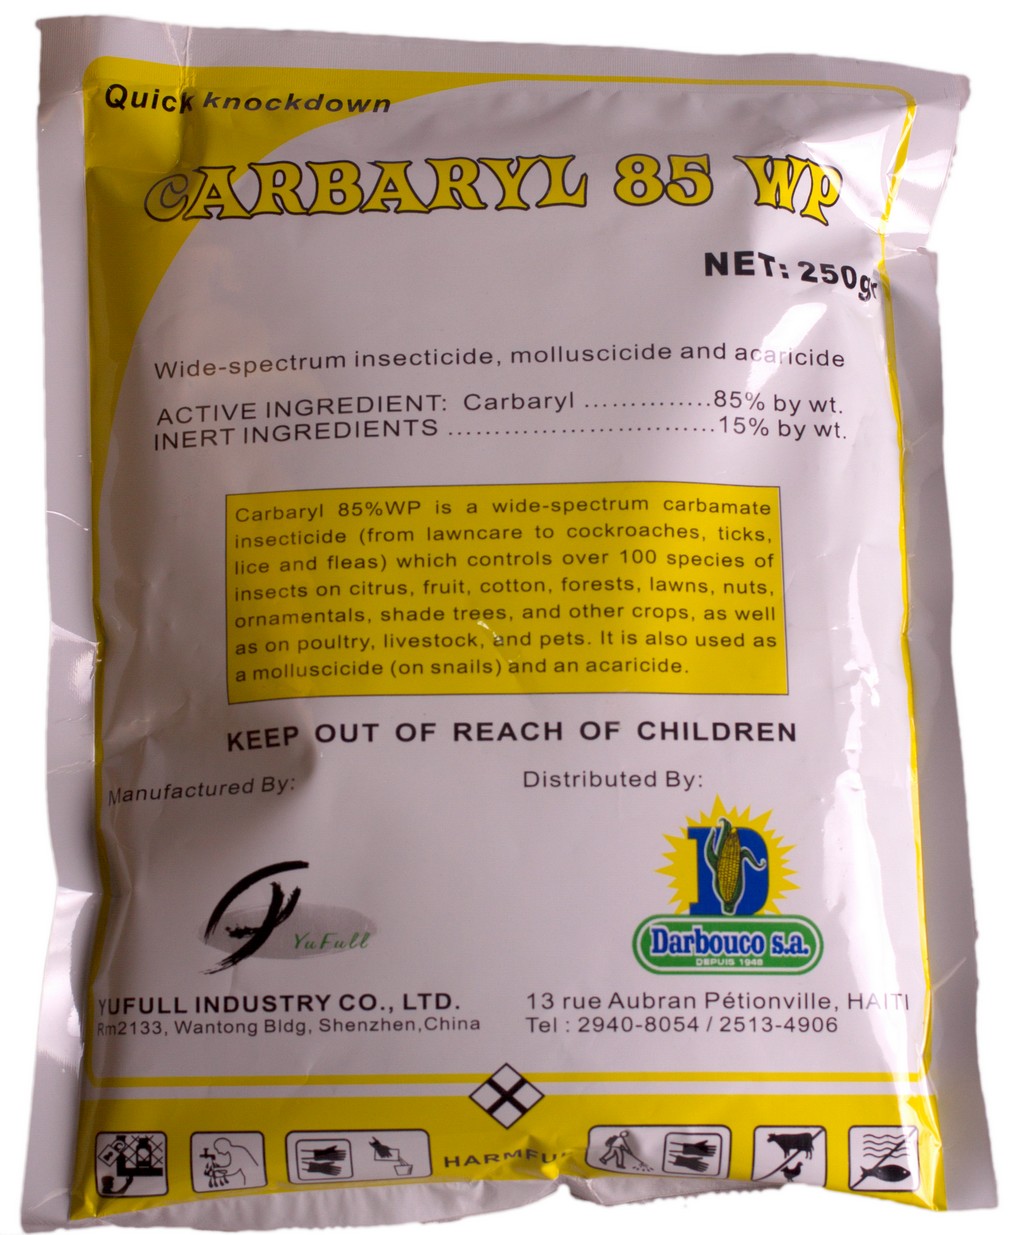 Quick knockdown
CARBARYL 85 WP
NET: 250gr
Wide-spectrum insecticide, molluscicide and acaricide
ACTIVE INGREDIENT: Carbaryl ..............85% by wt.
INERT INGREDIENTS .............................15% by wt.
Carbaryl 85%WP is a wide-spectrum carbamate
insecticide (from lawncare to cockroaches, ticks,
lice and fleas) which controls over 100 species of
insects on citrus, fruit, cotton, forests, lawns, nuts,
ornamentals, shade trees, and other crops, as well
as on poultry, livestock, and pets. It is also used as
a molluscicide (on snails) and an acaricide.
KEEP OUT OF REACH OF CHILDREN
Manufactured By:
Distributed By:
YuFull
D
Darbouco s.a.
DEPUIS 1948
YUFULL INDUSTRY CO., LTD.
Rm2133, Wantong Bldg, Shenzhen,China
13 rue Aubran Pétionville, HAITI
Tel : 2940-8054 / 2513-4906
HARMFUL